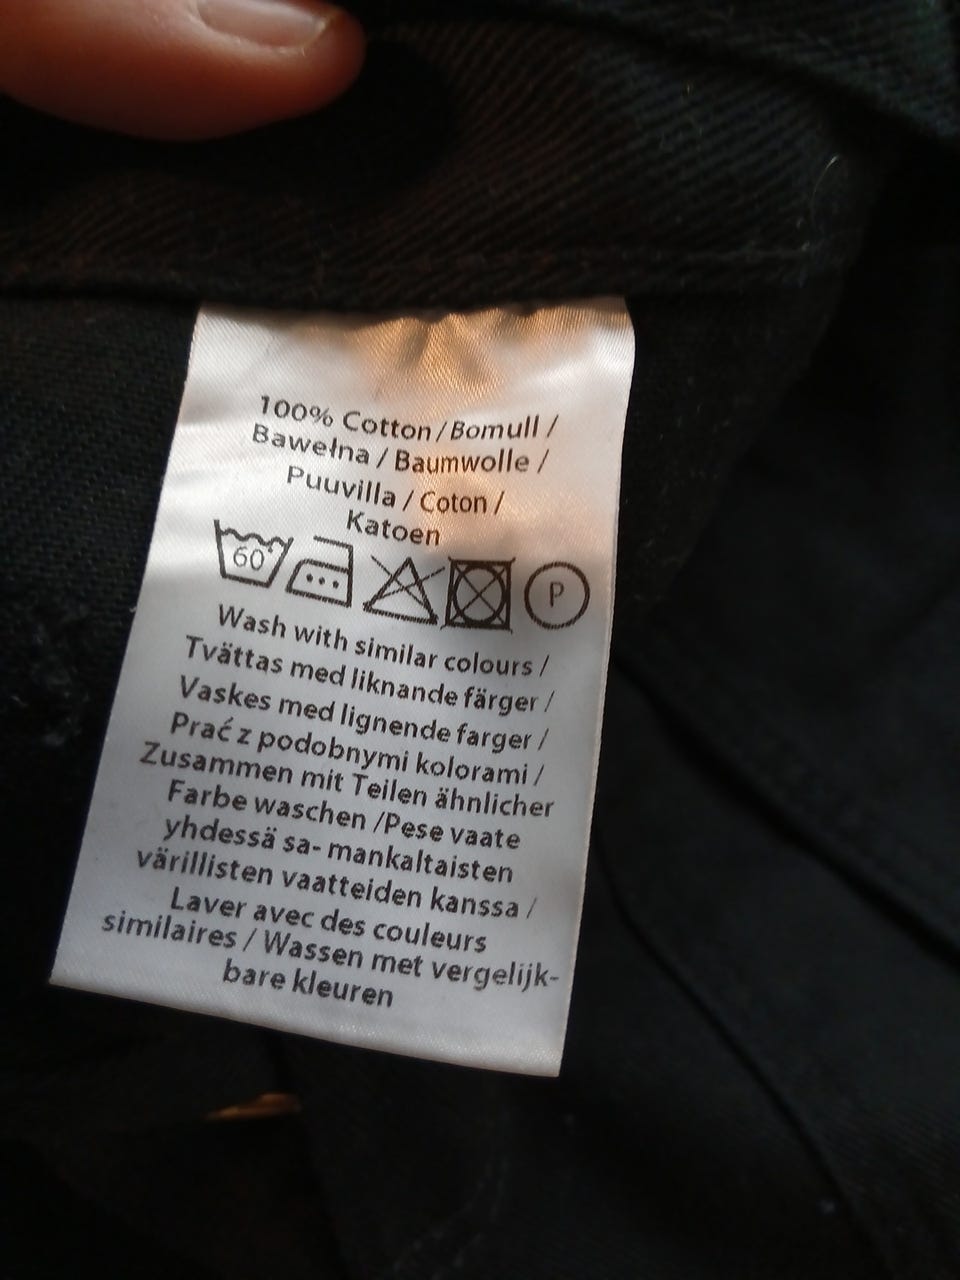 100% Cotton / Bomull /
Bawełna / Baumwolle /
Puuvilla / Coton /
Katoen
60° P
Wash with similar colours /
Tvättas med liknande färger /
Vaskes med lignende farger /
Prać z podobnymi kolorami /
Zusammen mit Teilen ähnlicher
Farbe waschen /Pese vaate
yhdessä sa- mankaltaisten
värillisten vaatteiden kanssa /
Laver avec des couleurs
similaires / Wassen met vergelijk-
bare kleuren